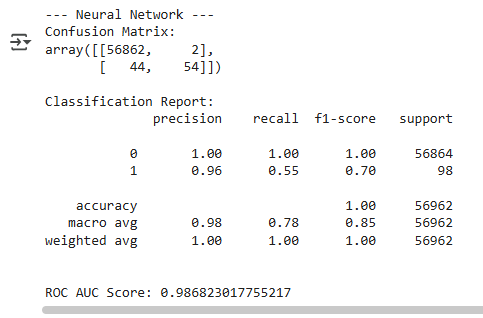 --- Neural Network ---
Confusion Matrix:
array([[56862,     2],
       [   44,    54]])
Classification Report:
              precision    recall  f1-score   support
           0       1.00      1.00      1.00     56864
           1       0.96      0.55      0.70        98
    accuracy                           1.00     56962
   macro avg       0.98      0.78      0.85     56962
weighted avg       1.00      1.00      1.00     56962
ROC AUC Score: 0.986823017755217